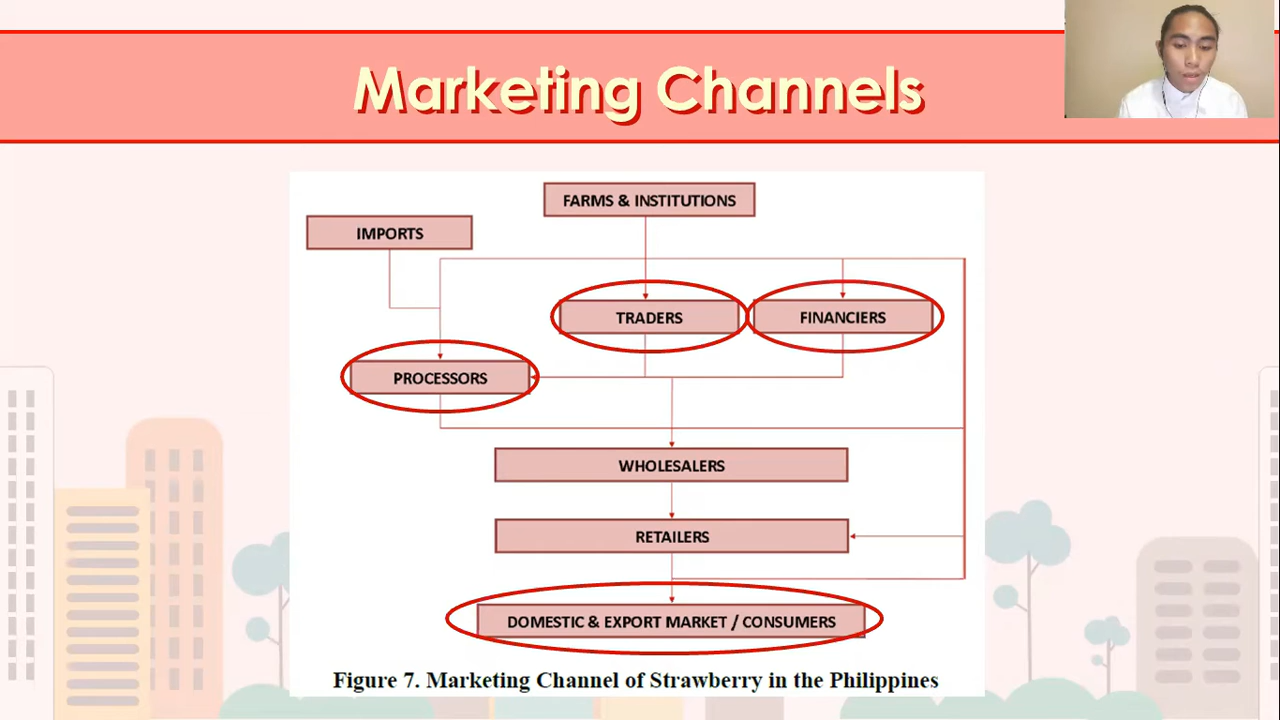 Marketing Channels
FARMS & INSTITUTIONS
IMPORTS
TRADERS
FINANCIERS
PROCESSORS
WHOLESALERS
RETAILERS
DOMESTIC & EXPORT MARKET / CONSUMERS
Figure 7. Marketing Channel of Strawberry in the Philippines